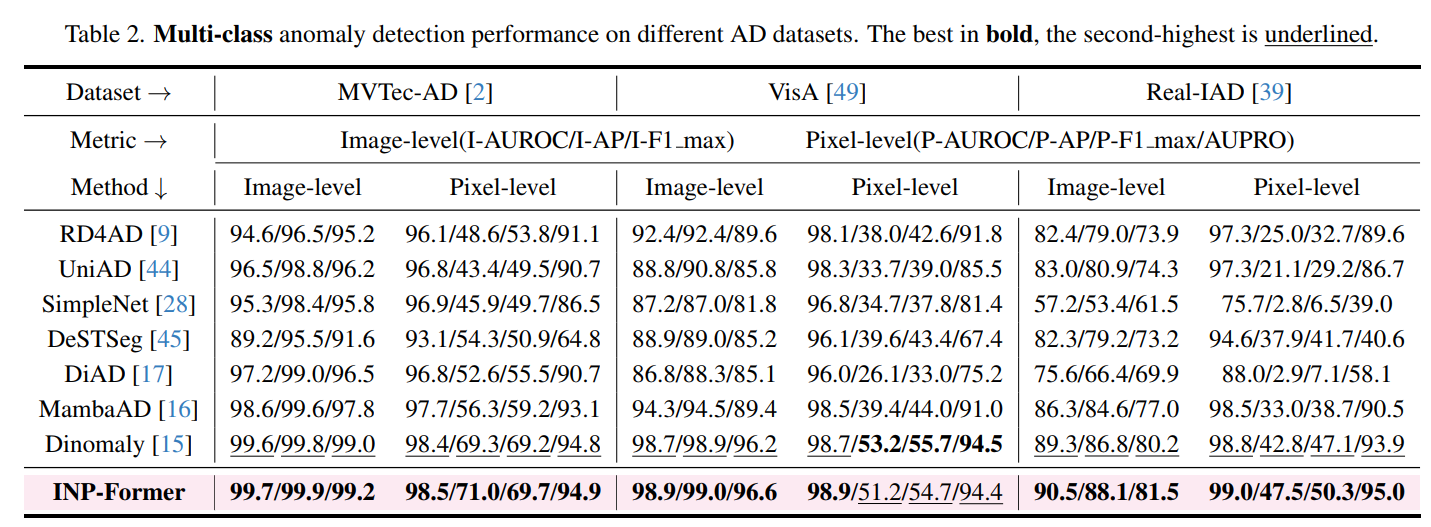 Table 2. Multi-class anomaly detection performance on different AD datasets. The best in bold, the second-highest is underlined.
Dataset → MVTec-AD [2] VisA [49] Real-IAD [39]
Metric → Image-level(I-AUROC/I-AP/I-F1_max) Pixel-level(P-AUROC/P-AP/P-F1_max/AUPRO)
Method ↓ Image-level Pixel-level Image-level Pixel-level Image-level Pixel-level
RD4AD [9] 94.6/96.5/95.2 96.1/48.6/53.8/91.1 92.4/92.4/89.6 98.1/38.0/42.6/91.8 82.4/79.0/73.9 97.3/25.0/32.7/89.6
UniAD [44] 96.5/98.8/96.2 96.8/43.4/49.5/90.7 88.8/90.8/85.8 98.3/33.7/39.0/85.5 83.0/80.9/74.3 97.3/21.1/29.2/86.7
SimpleNet [28] 95.3/98.4/95.8 96.9/45.9/49.7/86.5 87.2/87.0/81.8 96.8/34.7/37.8/81.4 57.2/53.4/61.5 75.7/2.8/6.5/39.0
DeSTSeg [45] 89.2/95.5/91.6 93.1/54.3/50.9/64.8 88.9/89.0/85.2 96.1/39.6/43.4/67.4 82.3/79.2/73.2 94.6/37.9/41.7/40.6
DiAD [17] 97.2/99.0/96.5 96.8/52.6/55.5/90.7 86.8/88.3/85.1 96.0/26.1/33.0/75.2 75.6/66.4/69.9 88.0/2.9/7.1/58.1
MambaAD [16] 98.6/99.6/97.8 97.7/56.3/59.2/93.1 94.3/94.5/89.4 98.5/39.4/44.0/91.0 86.3/84.6/77.0 98.5/33.0/38.7/90.5
Dinomaly [15] 99.6/99.8/99.0 98.4/69.3/69.2/94.8 98.7/98.9/96.2 98.7/53.2/55.7/94.5 89.3/86.8/80.2 98.8/42.8/47.1/93.9
INP-Former 99.7/99.9/99.2 98.5/71.0/69.7/94.9 98.9/99.0/96.6 98.9/51.2/54.7/94.4 90.5/88.1/81.5 99.0/47.5/50.3/95.0